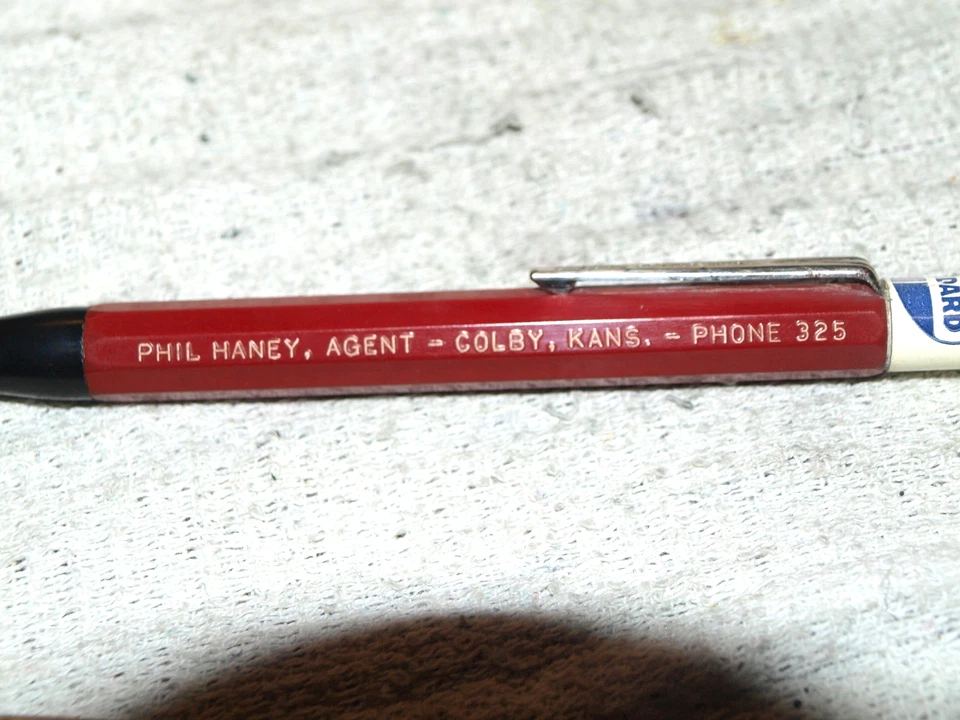 PHIL HANEY, AGENT - COLBY, KANS. - PHONE 325